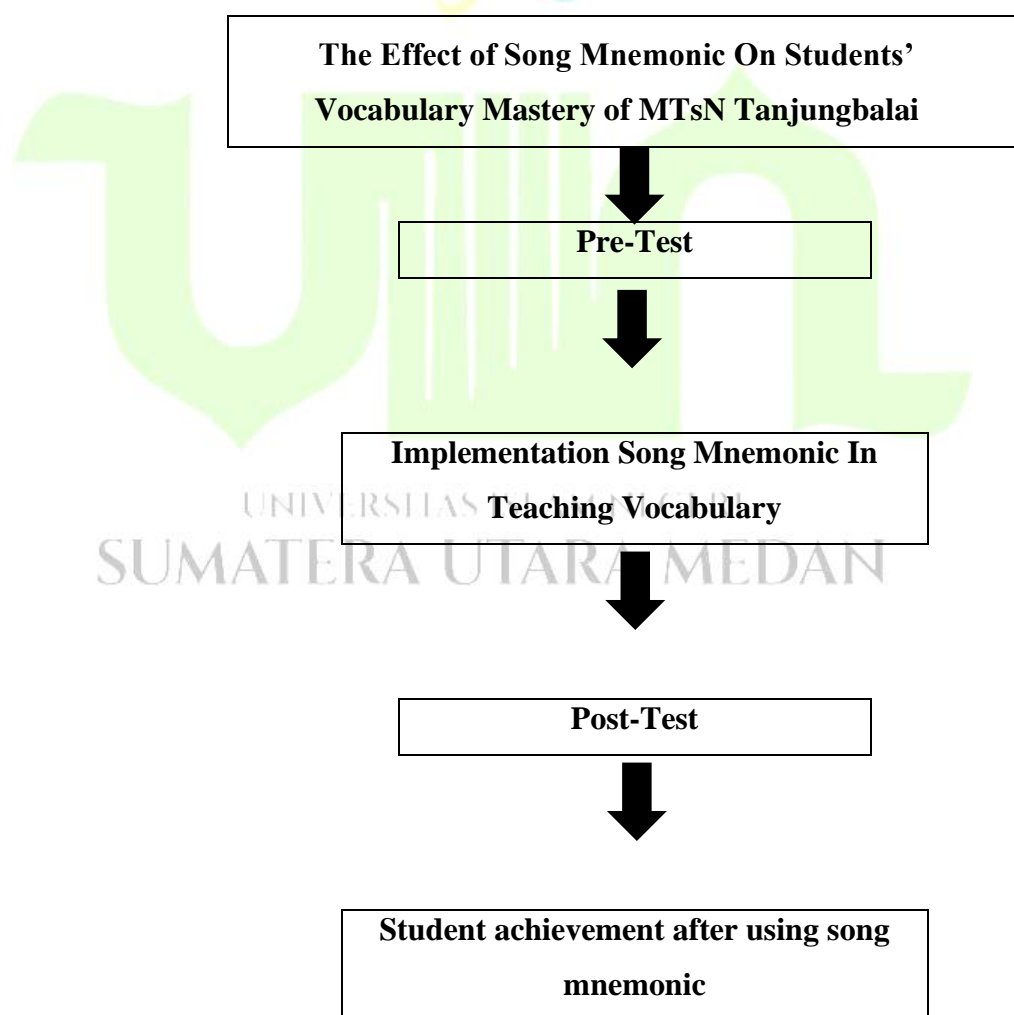 The Effect of Song Mnemonic On Students’
Vocabulary Mastery of MTsN Tanjungbalai
Pre-Test
Implementation Song Mnemonic In
UNIVERSITAS
Teaching Vocabulary
SUMATERA UTARA MEDAN
Post-Test
Student achievement after using song
mnemonic